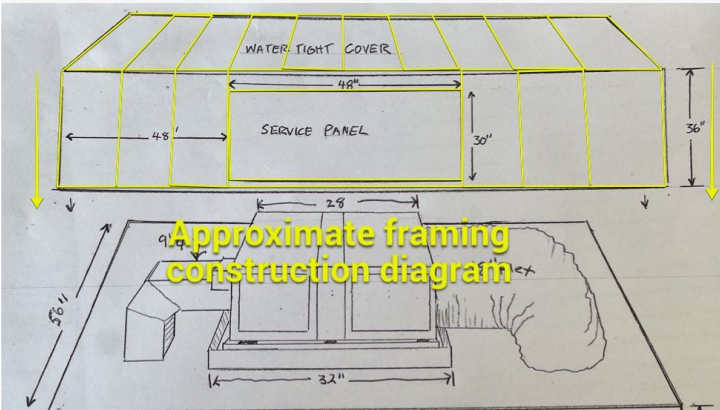 WATER TIGHT COVER
48"
48'
SERVICE PANEL
30"
36"
28
Approximate framing
construction diagram
56"
32"